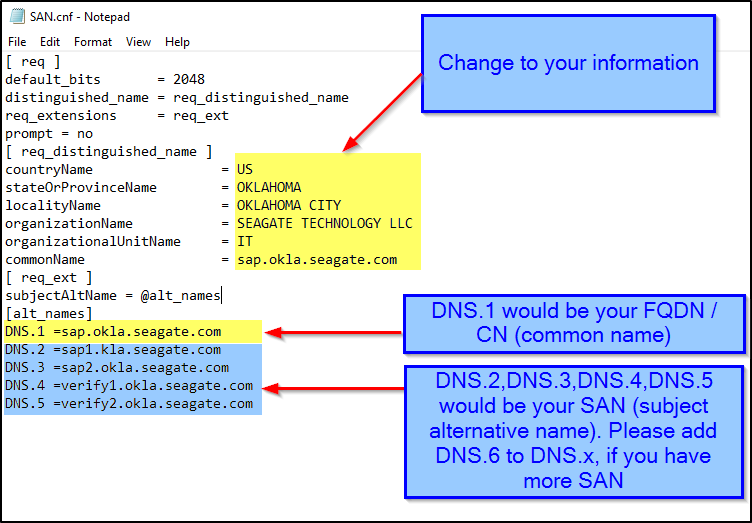 SAN.cnf - Notepad
File Edit Format View Help
[ req ]
default_bits = 2048
distinguished_name = req_distinguished_name
req_extensions = req_ext
prompt = no
[ req_distinguished_name ]
countryName = US
stateOrProvinceName = OKLAHOMA
localityName = OKLAHOMA CITY
organizationName = SEAGATE TECHNOLOGY LLC
organizationalUnitName = IT
commonName = sap.okla.seagate.com
[ req_ext ]
subjectAltName = @alt_names
[alt_names]
DNS.1 =sap.okla.seagate.com
DNS.2 =sap1.kla.seagate.com
DNS.3 =sap2.okla.seagate.com
DNS.4 =verify1.okla.seagate.com
DNS.5 =verify2.okla.seagate.com
Change to your information
DNS.1 would be your FQDN /
CN (common name)
DNS.2,DNS.3,DNS.4,DNS.5
would be your SAN (subject
alternative name). Please add
DNS.6 to DNS.x, if you have
more SAN